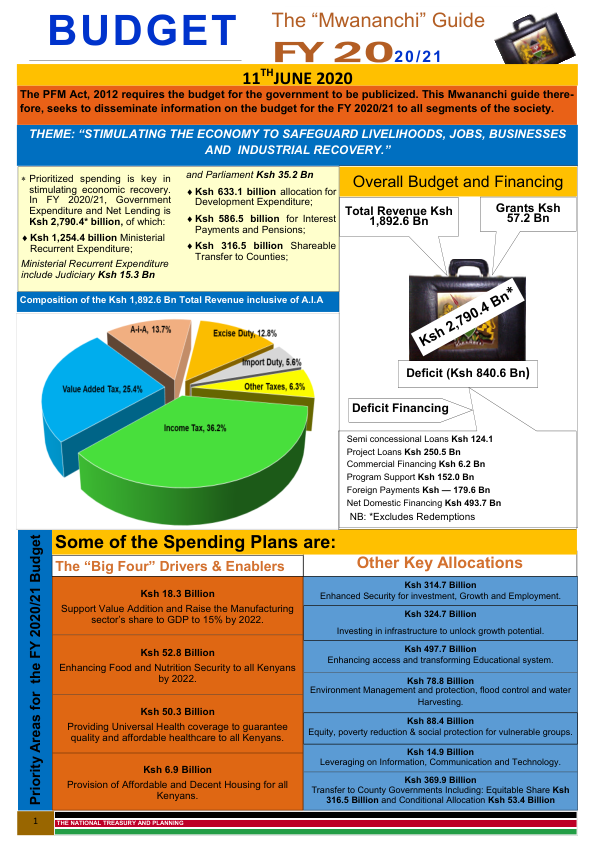 BUDGET
The “Mwananchi” Guide
FY 2020/21
11THJUNE 2020
The PFM Act, 2012 requires the budget for the government to be publicized. This Mwananchi guide there-
fore, seeks to disseminate information on the budget for the FY 2020/21 to all segments of the society.
THEME: “STIMULATING THE ECONOMY TO SAFEGUARD LIVELIHOODS, JOBS, BUSINESSES
AND INDUSTRIAL RECOVERY.”
* Prioritized spending is key in
stimulating economic recovery.
In FY 2020/21, Government
Expenditure and Net Lending is
Ksh 2,790.4* billion, of which:
♦ Ksh 1,254.4 billion Ministerial
Recurrent Expenditure;
Ministerial Recurrent Expenditure
include Judiciary Ksh 15.3 Bn
and Parliament Ksh 35.2 Bn
♦ Ksh 633.1 billion allocation for
Development Expenditure;
♦ Ksh 586.5 billion for Interest
Payments and Pensions;
♦ Ksh 316.5 billion Shareable
Transfer to Counties;
Composition of the Ksh 1,892.6 Bn Total Revenue inclusive of A.I.A
A-i-A, 13.7%
Excise Duty, 12.8%
Import Duty, 5.6%
Other Taxes, 6.3%
Value Added Tax, 25.4%
Income Tax, 36.2%
Overall Budget and Financing
Total Revenue Ksh
1,892.6 Bn
Grants Ksh
57.2 Bn
Ksh 2,790.4 Bn*
Deficit (Ksh 840.6 Bn)
Deficit Financing
Semi concessional Loans Ksh 124.1
Project Loans Ksh 250.5 Bn
Commercial Financing Ksh 6.2 Bn
Program Support Ksh 152.0 Bn
Foreign Payments Ksh — 179.6 Bn
Net Domestic Financing Ksh 493.7 Bn
NB: *Excludes Redemptions
Priority Areas for the FY 2020/21 Budget
Some of the Spending Plans are:
The “Big Four” Drivers & Enablers
Ksh 18.3 Billion
Support Value Addition and Raise the Manufacturing
sector’s share to GDP to 15% by 2022.
Ksh 52.8 Billion
Enhancing Food and Nutrition Security to all Kenyans
by 2022.
Ksh 50.3 Billion
Providing Universal Health coverage to guarantee
quality and affordable healthcare to all Kenyans.
Ksh 6.9 Billion
Provision of Affordable and Decent Housing for all
Kenyans.
Other Key Allocations
Ksh 314.7 Billion
Enhanced Security for investment, Growth and Employment.
Ksh 324.7 Billion
Investing in infrastructure to unlock growth potential.
Ksh 497.7 Billion
Enhancing access and transforming Educational system.
Ksh 78.8 Billion
Environment Management and protection, flood control and water
Harvesting.
Ksh 88.4 Billion
Equity, poverty reduction & social protection for vulnerable groups.
Ksh 14.9 Billion
Leveraging on Information, Communication and Technology.
Ksh 369.9 Billion
Transfer to County Governments Including: Equitable Share Ksh
316.5 Billion and Conditional Allocation Ksh 53.4 Billion
1
THE NATIONAL TREASURY AND PLANNING